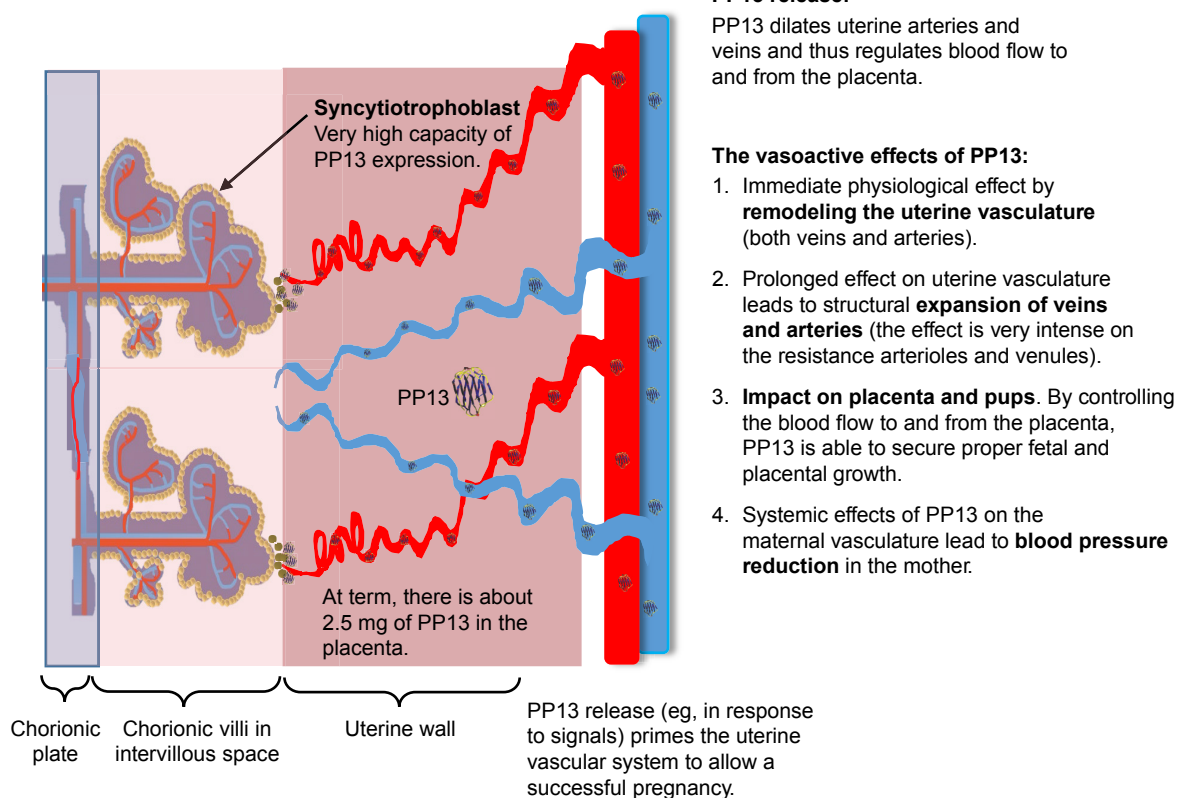 PP13 release:
PP13 dilates uterine arteries and
veins and thus regulates blood flow to
and from the placenta.
Syncytiotrophoblast
Very high capacity of
PP13 expression.
The vasoactive effects of PP13:
1. Immediate physiological effect by
remodeling the uterine vasculature
(both veins and arteries).
2. Prolonged effect on uterine vasculature
leads to structural expansion of veins
and arteries (the effect is very intense on
the resistance arterioles and venules).
3. Impact on placenta and pups. By controlling
the blood flow to and from the placenta,
PP13 is able to secure proper fetal and
placental growth.
4. Systemic effects of PP13 on the
maternal vasculature lead to blood pressure
reduction in the mother.
PP13
At term, there is about
2.5 mg of PP13 in the
placenta.
Chorionic
plate
Chorionic villi in
intervillous space
Uterine wall
PP13 release (eg, in response
to signals) primes the uterine
vascular system to allow a
successful pregnancy.